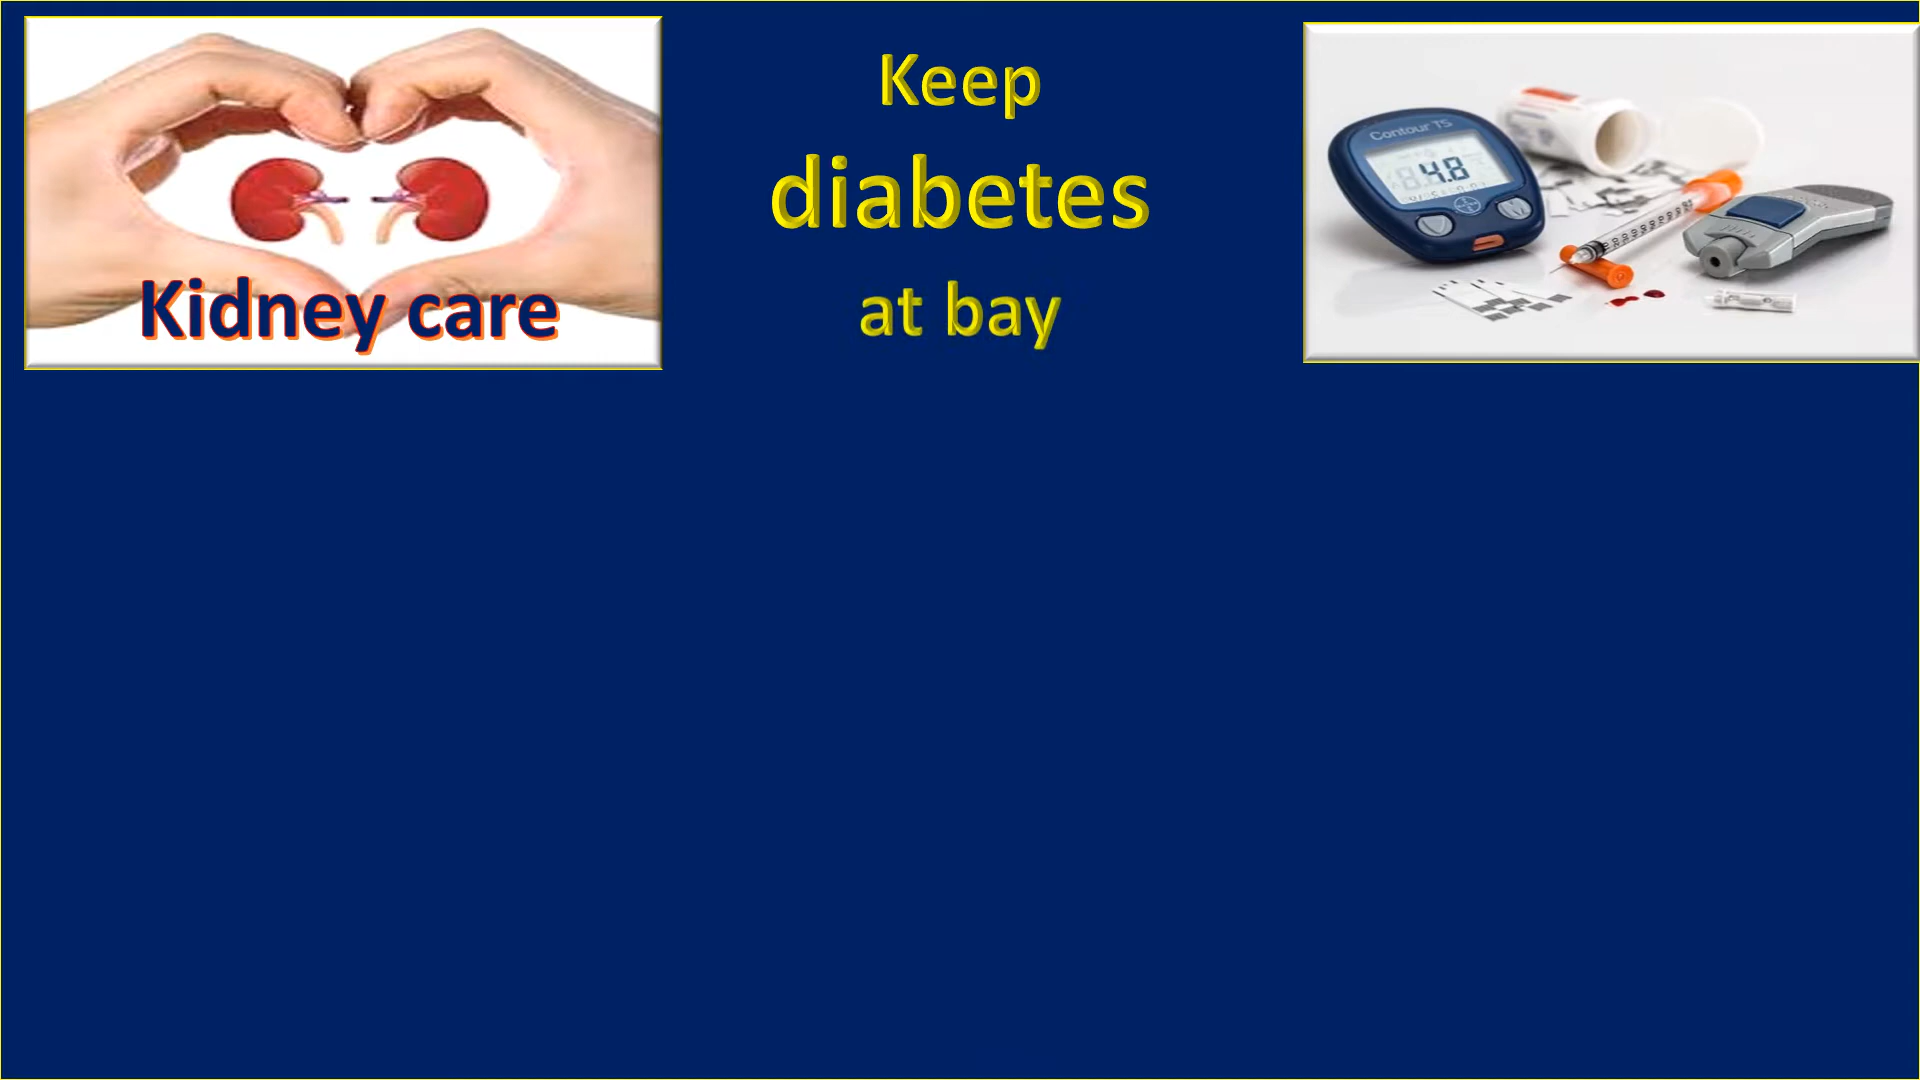 Kidney care
Keep
diabetes
at bay
Contour TS
4.8